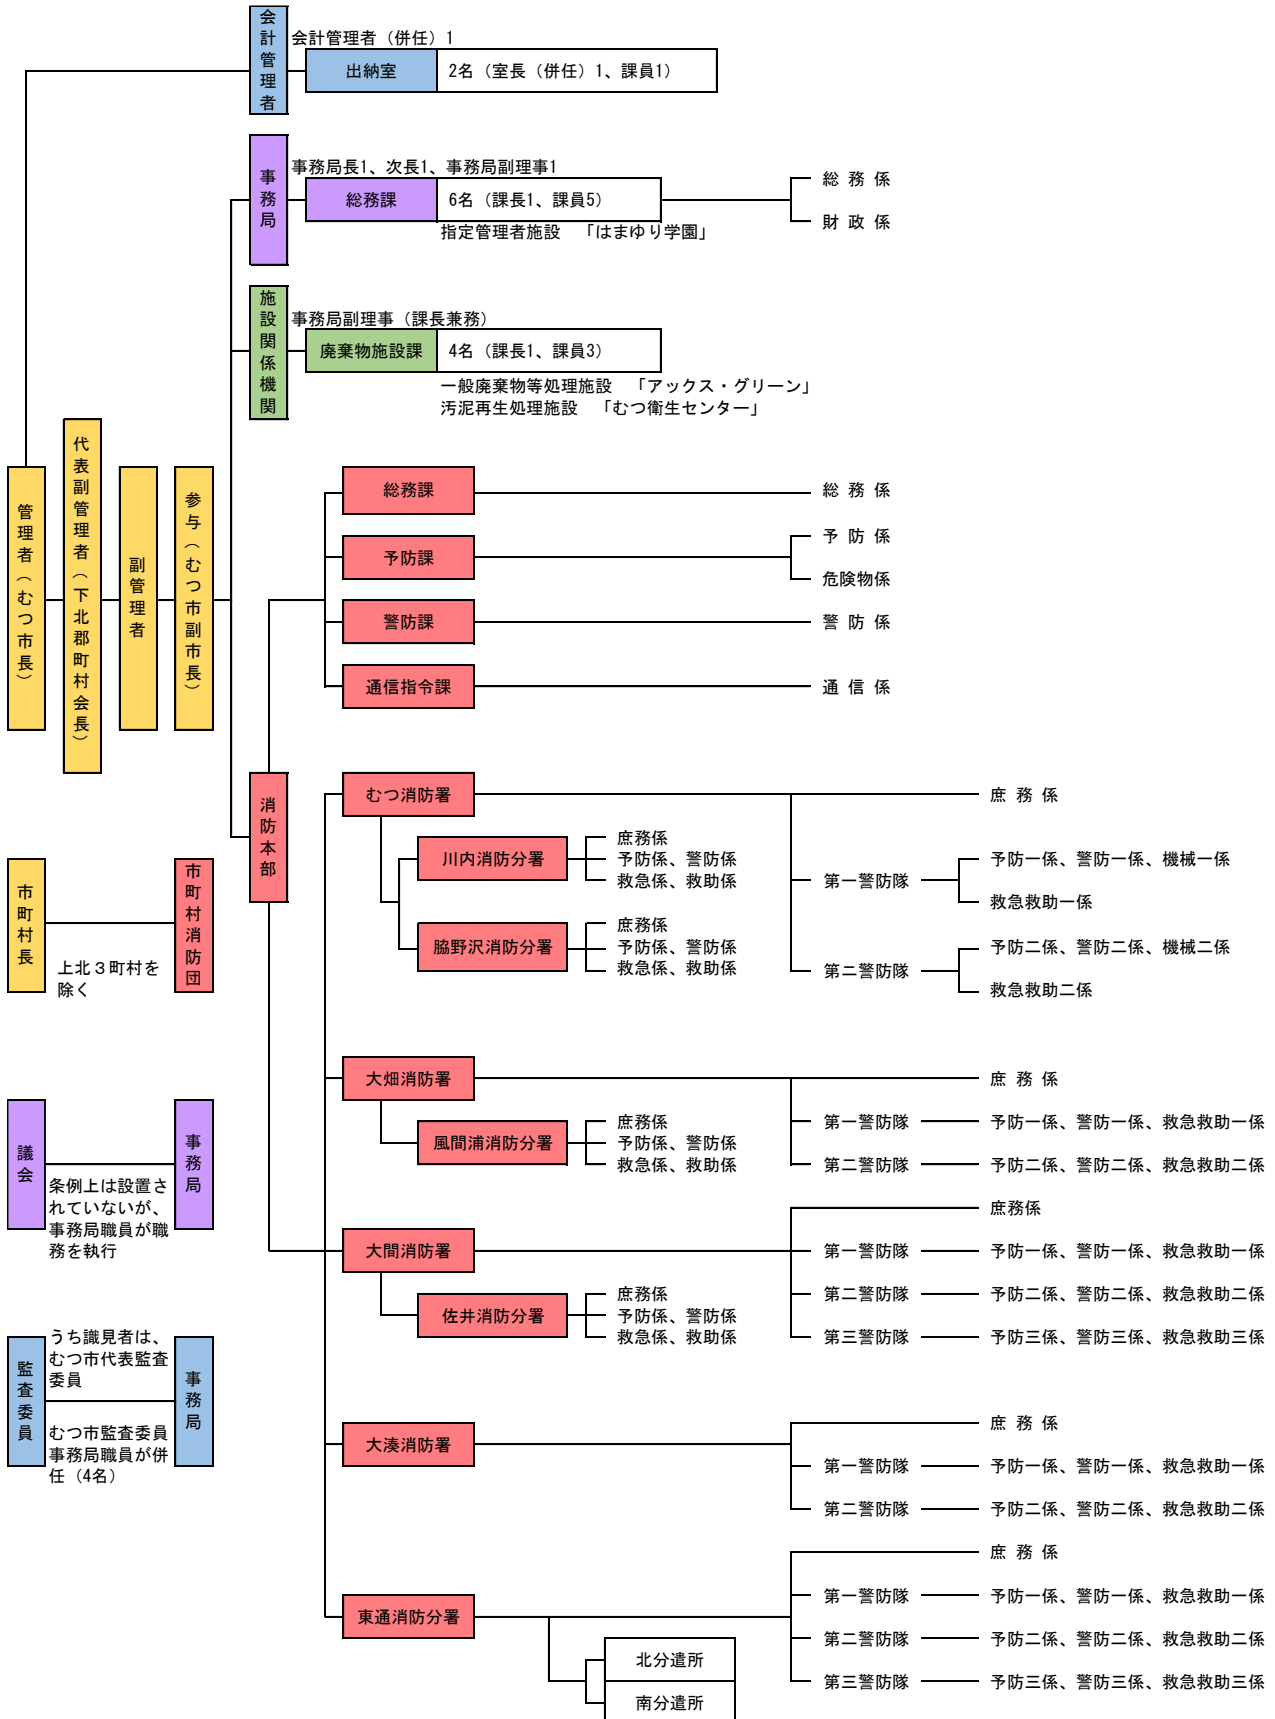 会計管理者
会計管理者（併任）1
出納室
2名（室長（併任）1、課員1）
事務局
事務局長1、次長1、事務局副理事1
総務課
6名（課長1、課員5）
総務係
財政係
指定管理者施設　「はまゆり学園」
施設関係機関
事務局副理事（課長兼務）
廃棄物施設課
4名（課長1、課員3）
一般廃棄物等処理施設　「アックス・グリーン」
汚泥再生処理施設　「むつ衛生センター」
管理者（むつ市長）
代表副管理者（下北郡町村会長）
副管理者
参与（むつ市副市長）
総務課
総務係
予防課
予防係
危険物係
警防課
警防係
通信指令課
通信係
消防本部
むつ消防署
庶務係
川内消防分署
庶務係
予防係、警防係
救急係、救助係
第一警防隊
予防一係、警防一係、機械一係
救急救助一係
脇野沢消防分署
庶務係
予防係、警防係
救急係、救助係
第二警防隊
予防二係、警防二係、機械二係
救急救助二係
市町村長
上北３町村を
除く
市町村消防団
大畑消防署
庶務係
風間浦消防分署
庶務係
予防係、警防係
救急係、救助係
第一警防隊
予防一係、警防一係、救急救助一係
第二警防隊
予防二係、警防二係、救急救助二係
議会
条例上は設置さ
れていないが、
事務局職員が職
務を執行
事務局
大間消防署
庶務係
第一警防隊
予防一係、警防一係、救急救助一係
佐井消防分署
庶務係
予防係、警防係
救急係、救助係
第二警防隊
予防二係、警防二係、救急救助二係
第三警防隊
予防三係、警防三係、救急救助三係
監査委員
うち識見者は、
むつ市代表監査
委員
むつ市監査委員
事務局職員が併
任（4名）
事務局
大湊消防署
庶務係
第一警防隊
予防一係、警防一係、救急救助一係
第二警防隊
予防二係、警防二係、救急救助二係
東通消防分署
庶務係
第一警防隊
予防一係、警防一係、救急救助一係
第二警防隊
予防二係、警防二係、救急救助二係
第三警防隊
予防三係、警防三係、救急救助三係
北分遣所
南分遣所